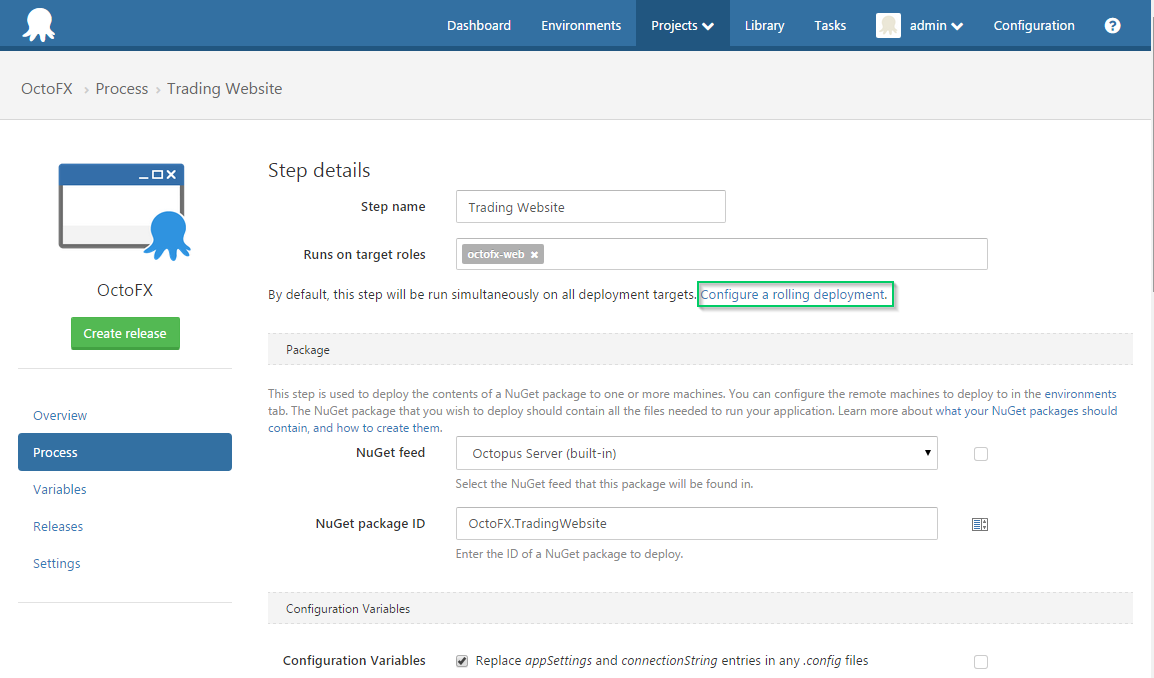 Dashboard Environments Projects Library Tasks admin Configuration ?
OctoFX › Process › Trading Website
OctoFX
Create release
Overview
Process
Variables
Releases
Settings
Step details
Step name Trading Website
Runs on target roles octofx-web ×
By default, this step will be run simultaneously on all deployment targets. Configure a rolling deployment.
Package
This step is used to deploy the contents of a NuGet package to one or more machines. You can configure the remote machines to deploy to in the environments
tab. The NuGet package that you wish to deploy should contain all the files needed to run your application. Learn more about what your NuGet packages should
contain, and how to create them.
NuGet feed Octopus Server (built-in)
Select the NuGet feed that this package will be found in.
NuGet package ID OctoFX.TradingWebsite
Enter the ID of a NuGet package to deploy.
Configuration Variables
Configuration Variables Replace appSettings and connectionString entries in any .config files